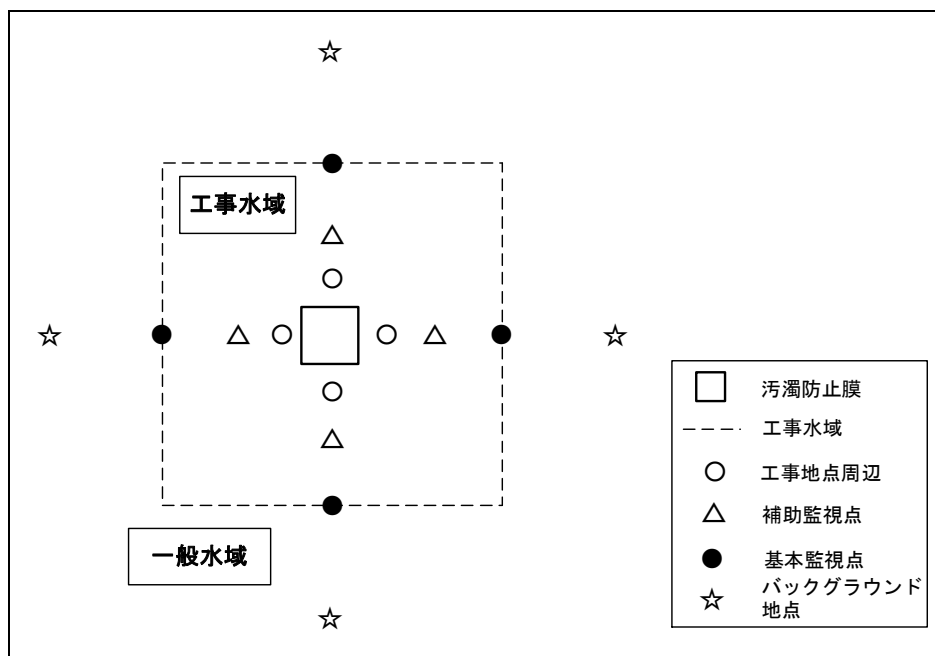 工事水域
一般水域
汚濁防止膜
工事水域
工事地点周辺
補助監視点
基本監視点
バックグラウンド
地点